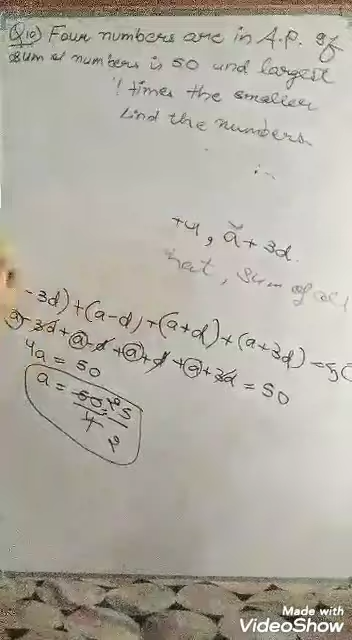 Q10) Four numbers are in A.P. If
sum of numbers is 50 and largest
times the smaller
find the numbers
+d, a + 3d.
that, sum of all
-3d) + (a-d) + (a+d) + (a+3d) = 50
a - 3d + a - d + a + d + a + 3d = 50
4a = 50
a = 50 25
4 2
Made with
VideoShow